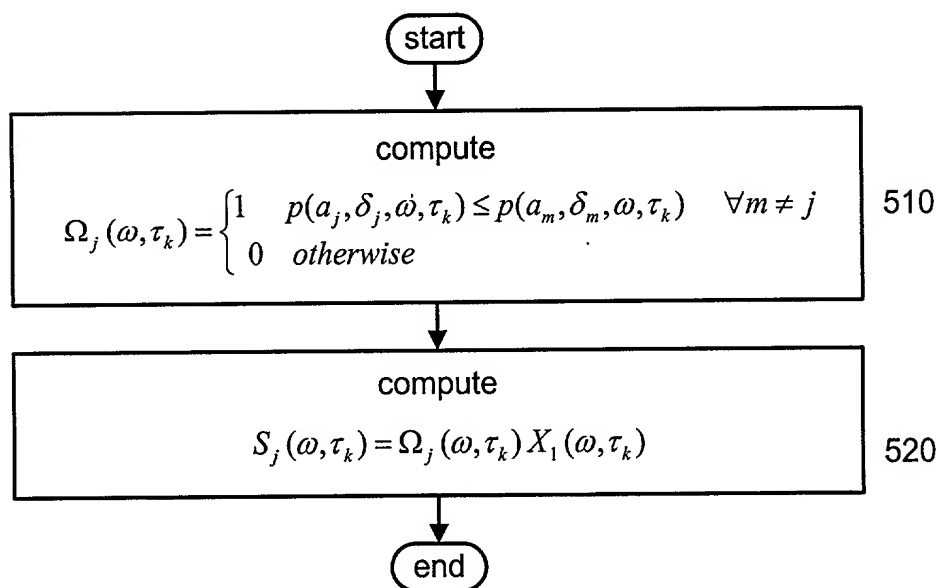 start
compute
Ω_j(ω,τ_k) = { 1 p(a_j,δ_j,ω,τ_k) ≤ p(a_m,δ_m,ω,τ_k) ∀m ≠ j
0 otherwise
510
compute
S_j(ω,τ_k) = Ω_j(ω,τ_k) X_1(ω,τ_k)
520
end